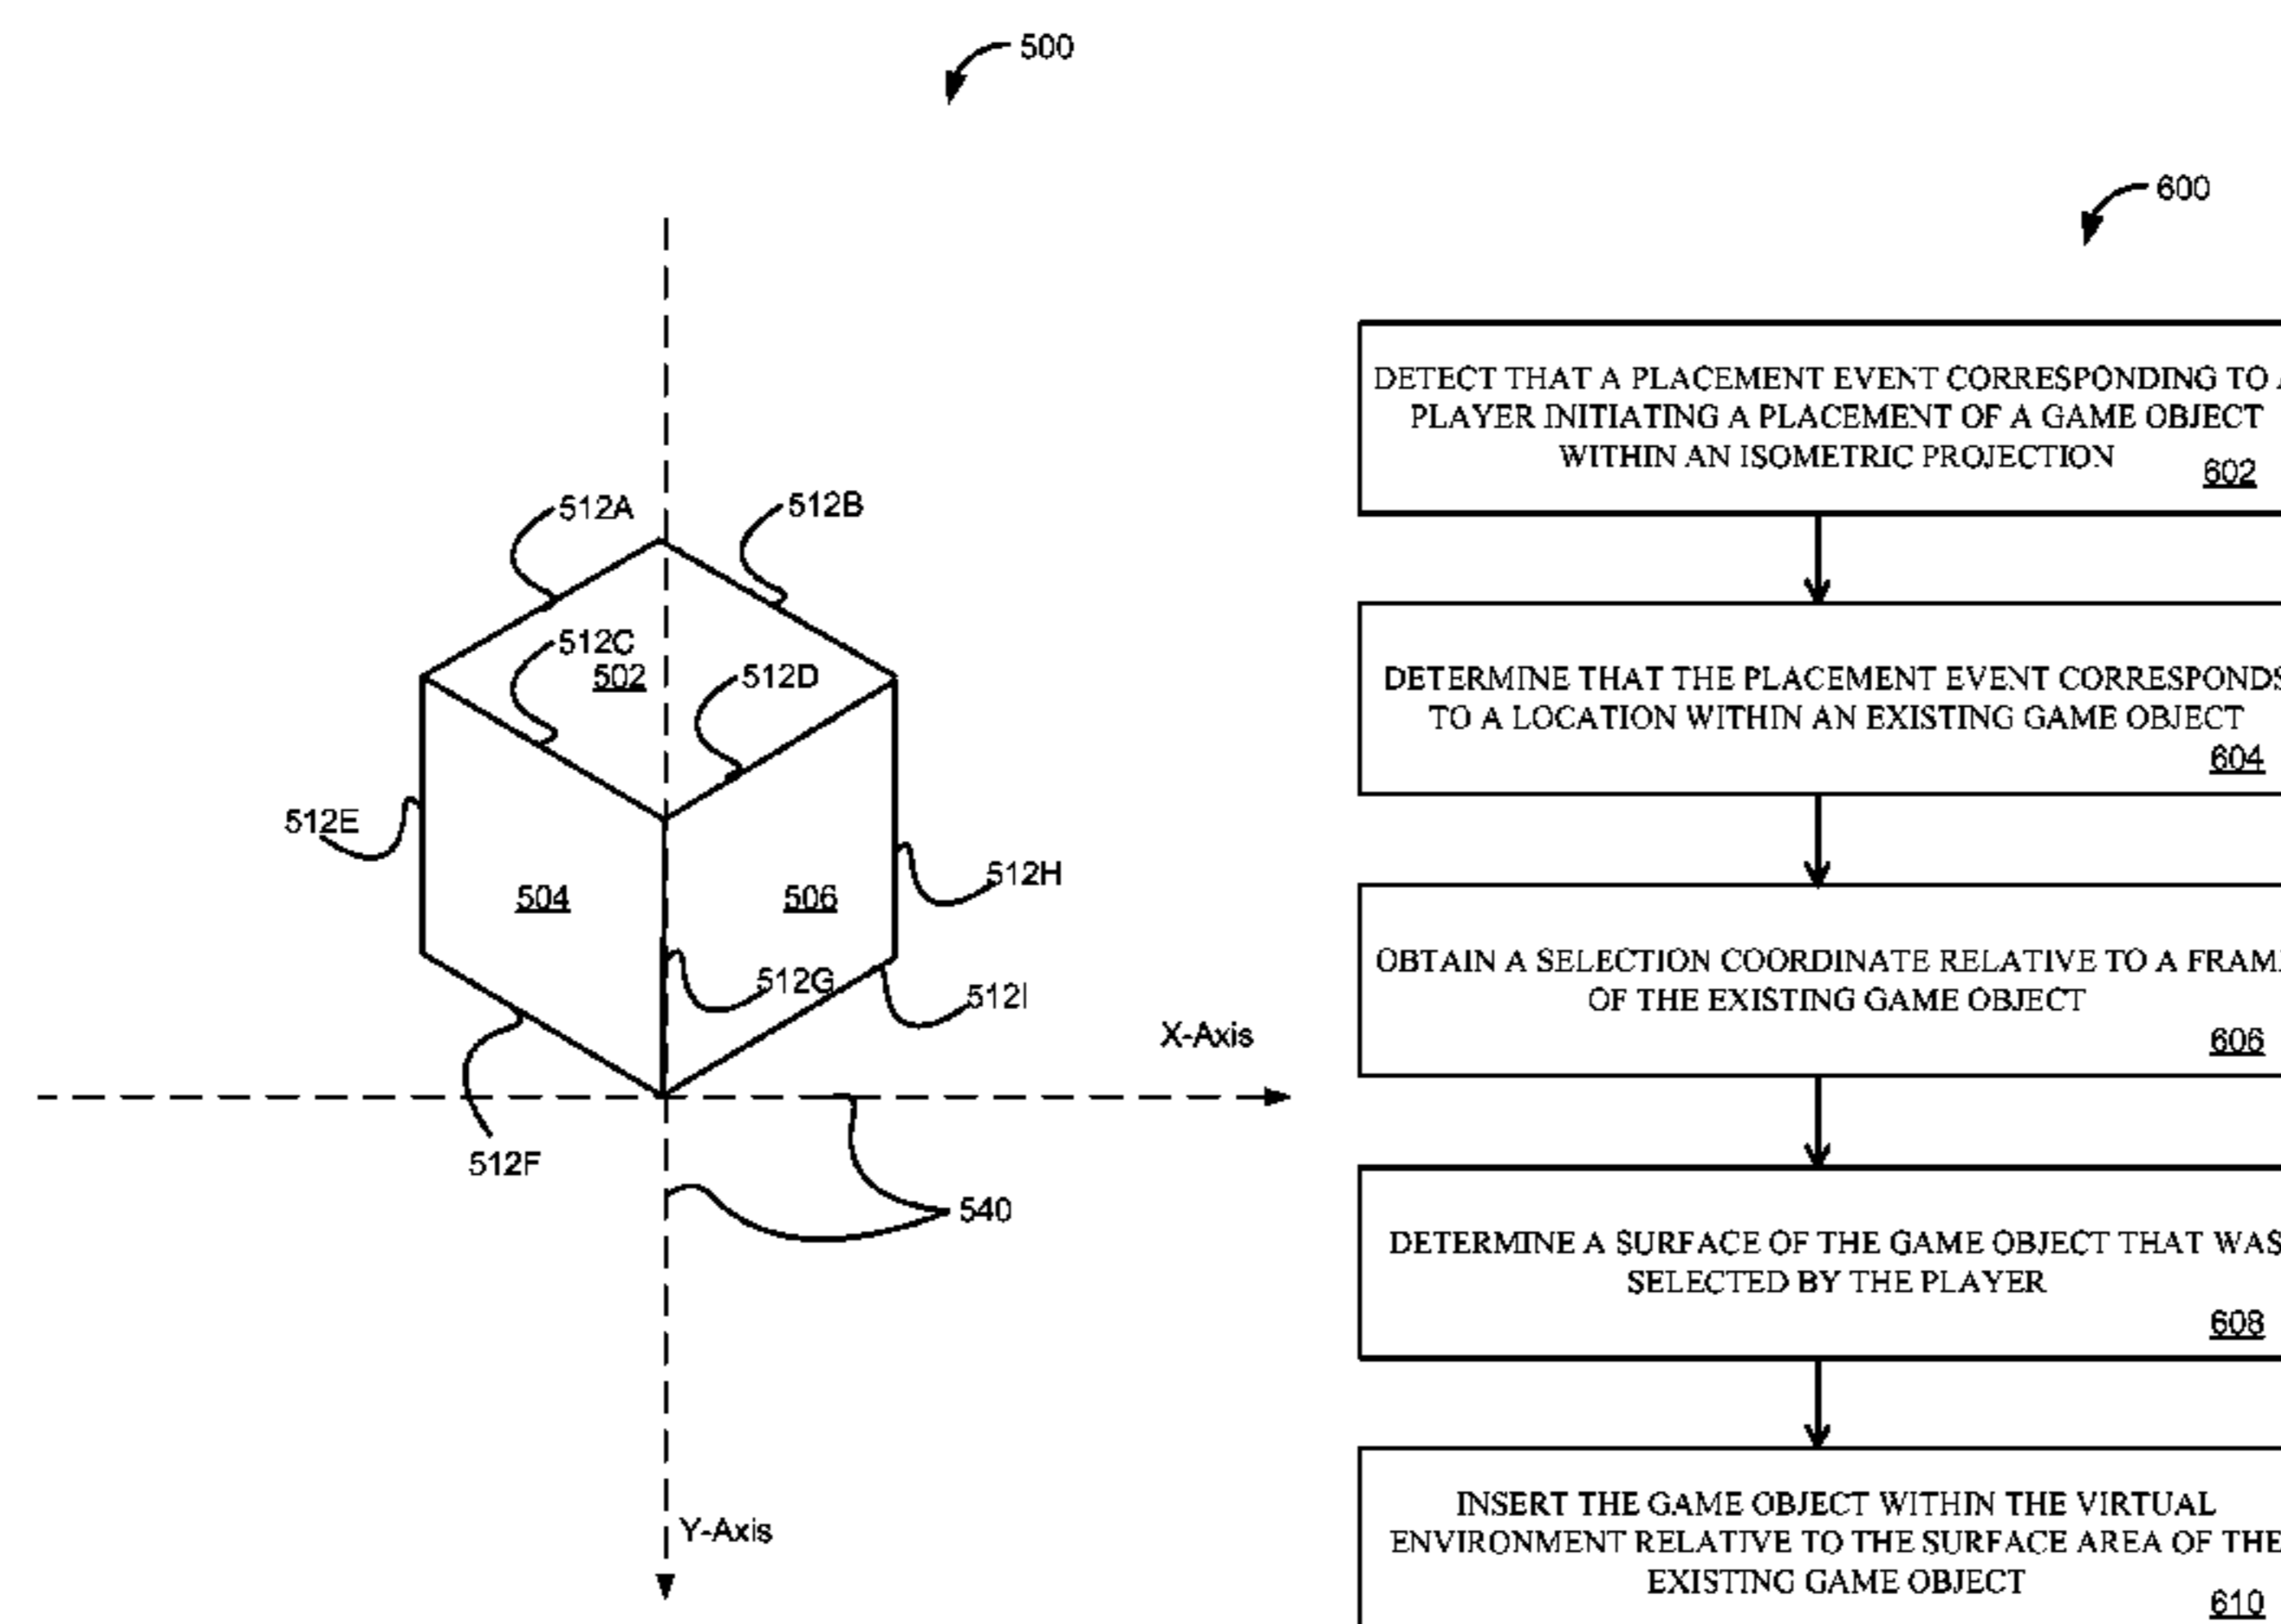 500
512A
512B
512C
502
512D
512E
512H
504
506
512G
512I
X-Axis
512F
540
Y-Axis
600
DETECT THAT A PLACEMENT EVENT CORRESPONDING TO
PLAYER INITIATING A PLACEMENT OF A GAME OBJECT
WITHIN AN ISOMETRIC PROJECTION
602
DETERMINE THAT THE PLACEMENT EVENT CORRESPONDS
TO A LOCATION WITHIN AN EXISTING GAME OBJECT
604
OBTAIN A SELECTION COORDINATE RELATIVE TO A FRAM
OF THE EXISTING GAME OBJECT
606
DETERMINE A SURFACE OF THE GAME OBJECT THAT WAS
SELECTED BY THE PLAYER
608
INSERT THE GAME OBJECT WITHIN THE VIRTUAL
ENVIRONMENT RELATIVE TO THE SURFACE AREA OF THE
EXISTING GAME OBJECT
610